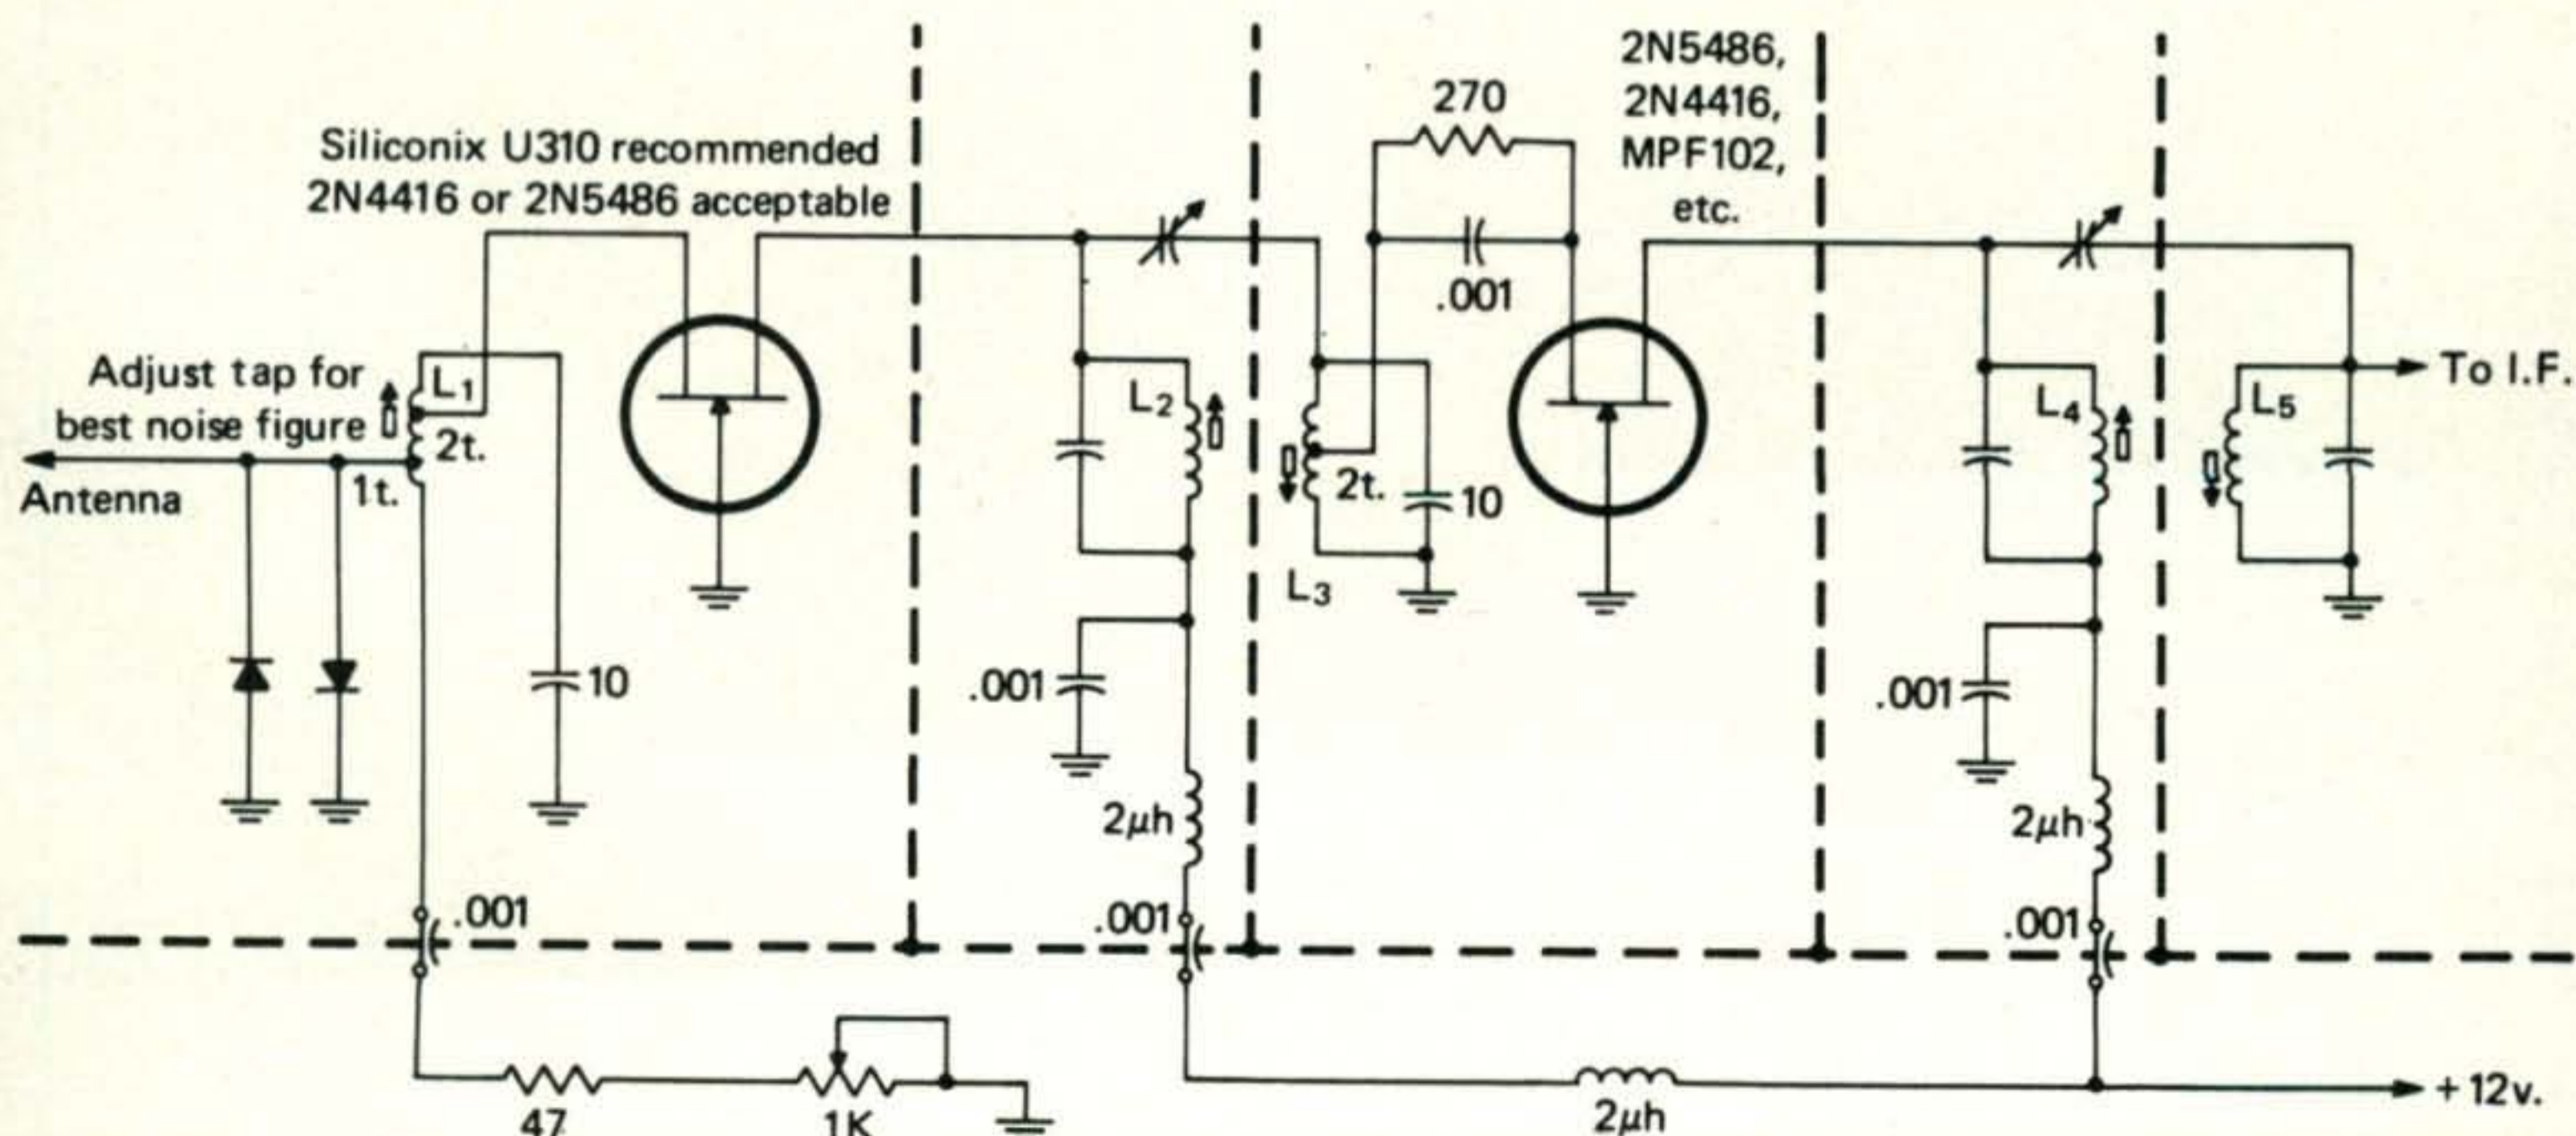 Siliconix U310 recommended
2N4416 or 2N5486 acceptable
2N5486,
2N4416,
MPF102,
etc.
270
.001
Adjust tap for
best noise figure
L1
2t.
1t.
Antenna
10
.001
L2
.001
2μh
.001
2t.
10
L3
L4
.001
2μh
.001
L5
To I.F.
47
1K
2μh
+12v.